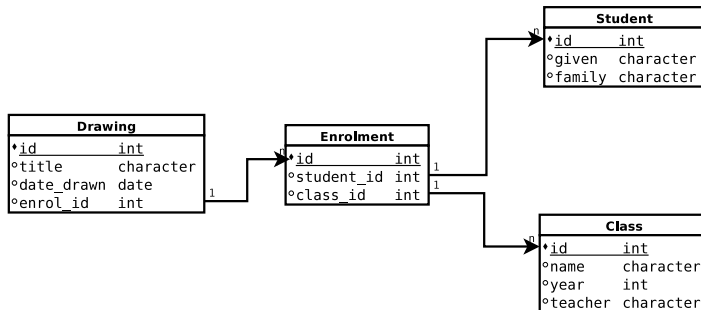 Student
id int
given character
family character
Drawing
id int
title character
date_drawn date
enrol_id int
Enrolment
id int
student_id int
class_id int
Class
id int
name character
year int
teacher character
1
n
1
n
1
n